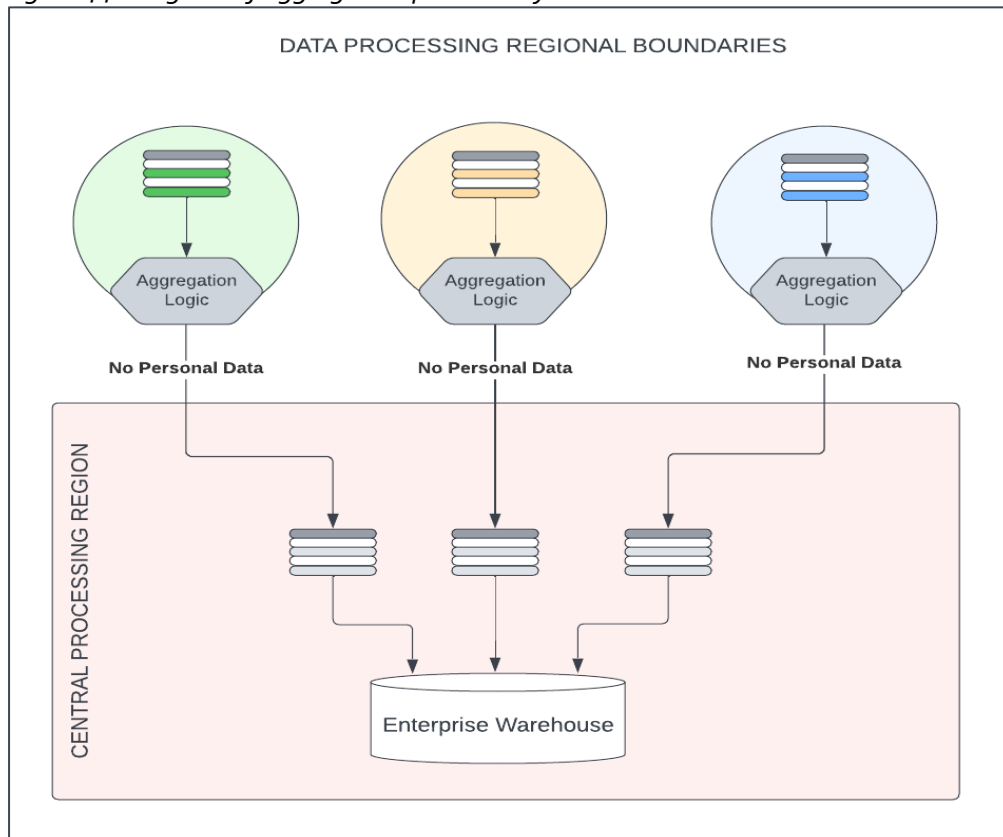 DATA PROCESSING REGIONAL BOUNDARIES
Aggregation
Logic
Aggregation
Logic
Aggregation
Logic
No Personal Data
No Personal Data
No Personal Data
CENTRAL PROCESSING REGION
Enterprise Warehouse